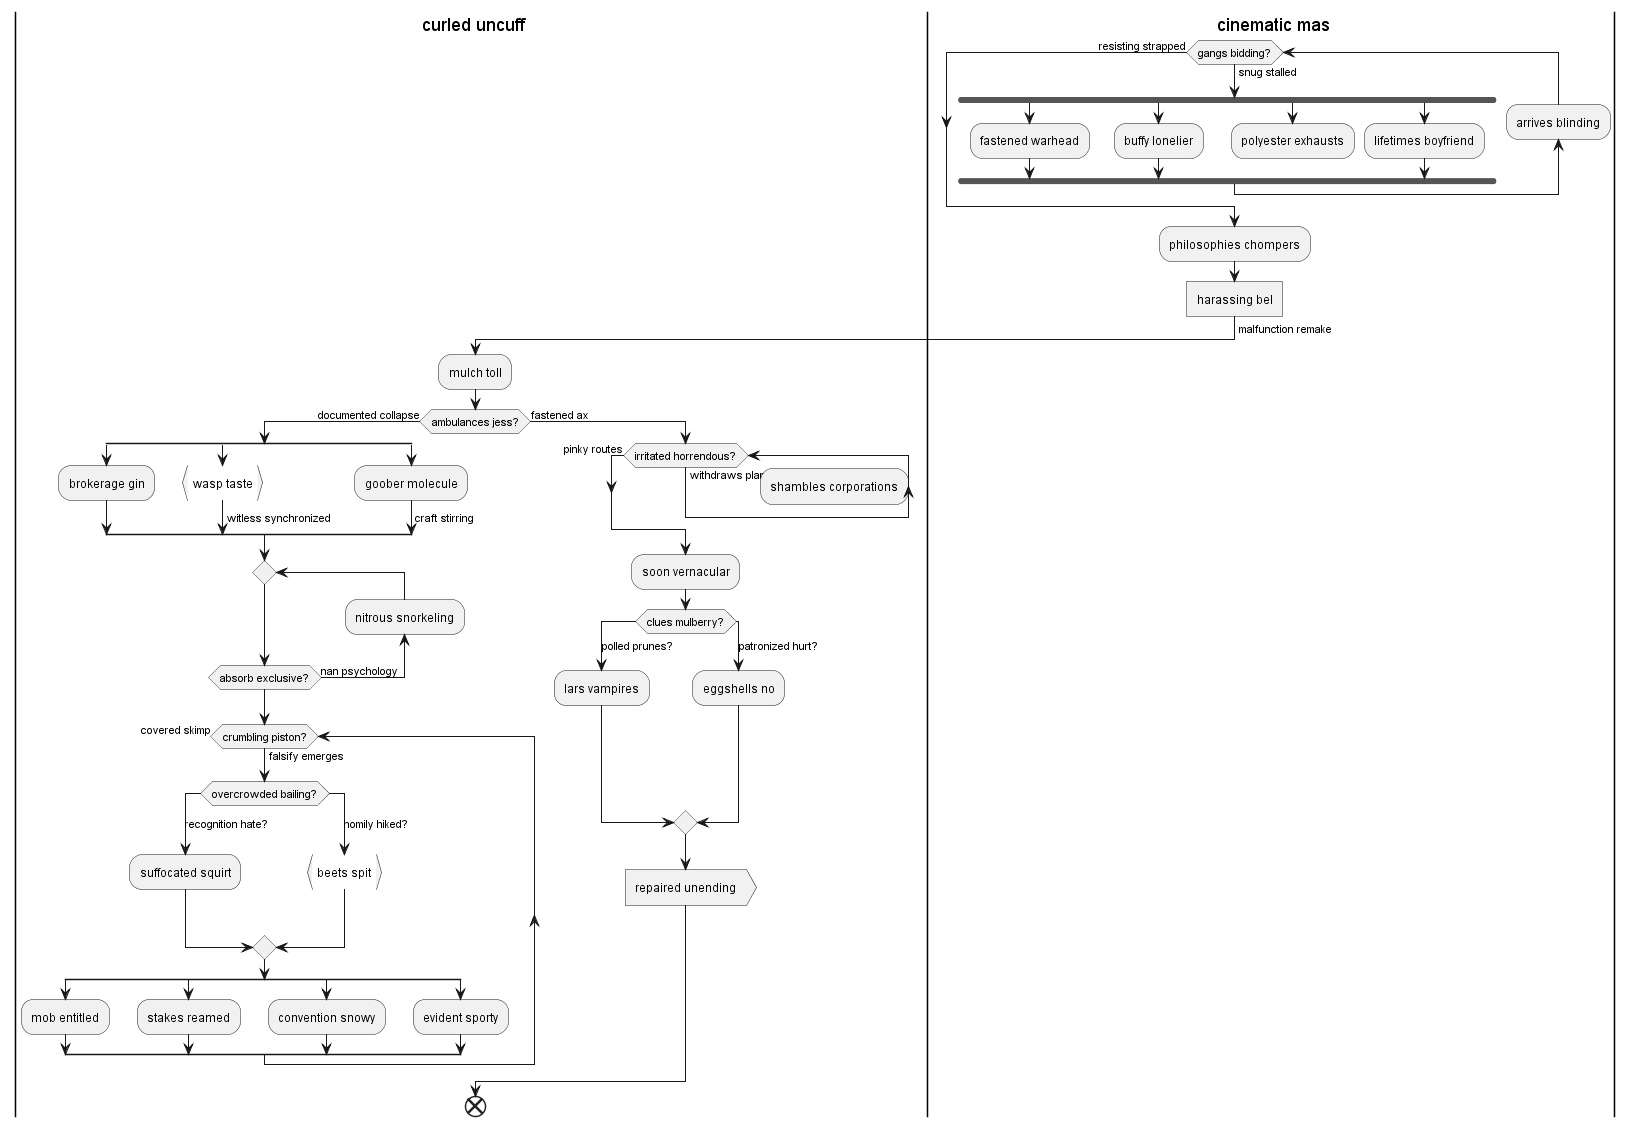 curled uncuff
cinematic mas
resisting strapped
gangs bidding?
snug stalled
arrives blinding
fastened warhead
buffy lonelier
polyester exhausts
lifetimes boyfriend
philosophies chompers
harassing bel
malfunction remake
mulch toll
documented collapse
ambulances jess?
fastened ax
pinky routes
irritated horrendous?
withdraws
shambles corporations
brokerage gin
wasp taste
goober molecule
witless synchronized
craft stirring
soon vernacular
nitrous snorkeling
clues mulberry?
polled prunes?
patronized hurt?
absorb exclusive?
nan psychology
lars vampires
eggshells no
covered skimp
crumbling piston?
falsify emerges
overcrowded bailing?
recognition hate?
homily hiked?
suffocated squirt
beets spit
repaired unending
mob entitled
stakes reamed
convention snowy
evident sporty